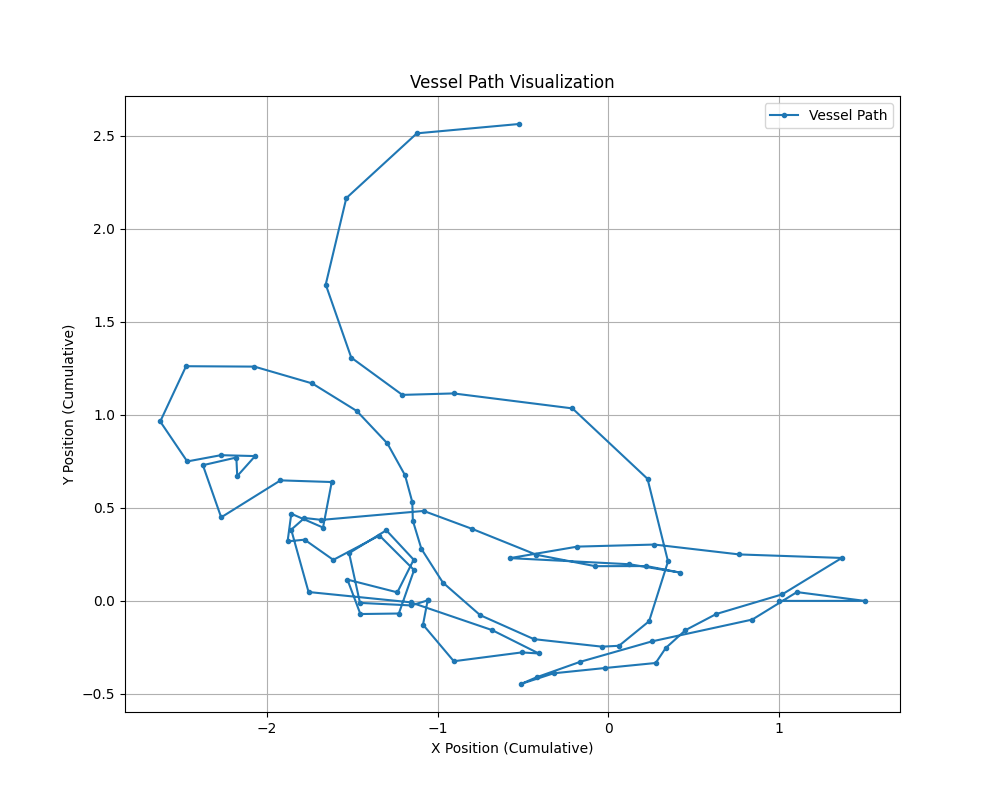 Vessel Path Visualization
Vessel Path
2.5
2.0
1.5
1.0
0.5
0.0
−0.5
Y Position (Cumulative)
−2
−1
0
1
X Position (Cumulative)